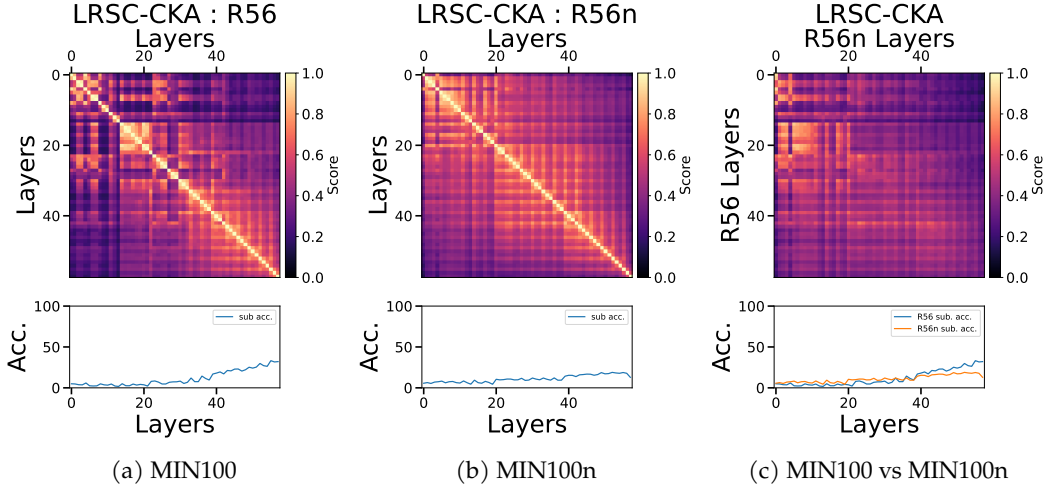 LRSC-CKA : R56
Layers
0 20 40
0
20
40
Layers
1.0
0.8
0.6
0.4
0.2
0.0
Score
100
50
0
Acc.
sub acc.
0 20 40
Layers
(a) MIN100
LRSC-CKA : R56n
Layers
0 20 40
0
20
40
Layers
1.0
0.8
0.6
0.4
0.2
0.0
Score
100
50
0
Acc.
sub acc.
0 20 40
Layers
(b) MIN100n
LRSC-CKA
R56n Layers
0 20 40
0
20
40
R56 Layers
1.0
0.8
0.6
0.4
0.2
0.0
Score
100
50
0
Acc.
R56 sub. acc.
R56n sub. acc.
0 20 40
Layers
(c) MIN100 vs MIN100n